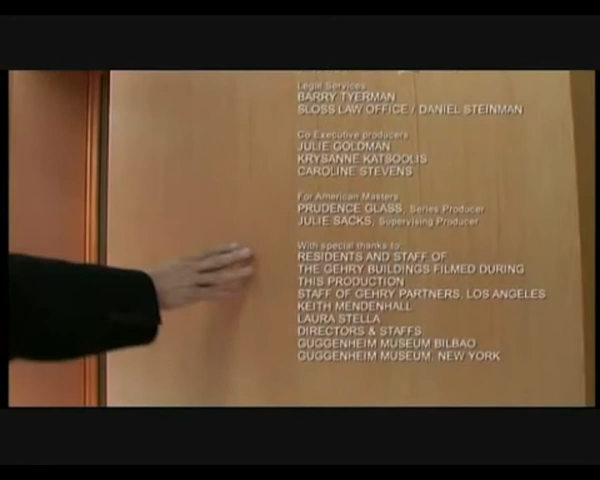 Legal Services
BARRY TYERMAN
SLOSS LAW OFFICE / DANIEL STEINMAN
Co Executive producers
JULIE GOLDMAN
KRYSANNE KATSOOLIS
CAROLINE STEVENS
For American Masters
PRUDENCE GLASS, Series Producer
JULIE SACKS, Supervising Producer
With special thanks to:
RESIDENTS AND STAFF OF
THE GEHRY BUILDINGS FILMED DURING
THIS PRODUCTION
STAFF OF GEHRY PARTNERS, LOS ANGELES
KEITH MENDENHALL
LAURA STELLA
DIRECTORS & STAFFS
GUGGENHEIM MUSEUM BILBAO
GUGGENHEIM MUSEUM, NEW YORK